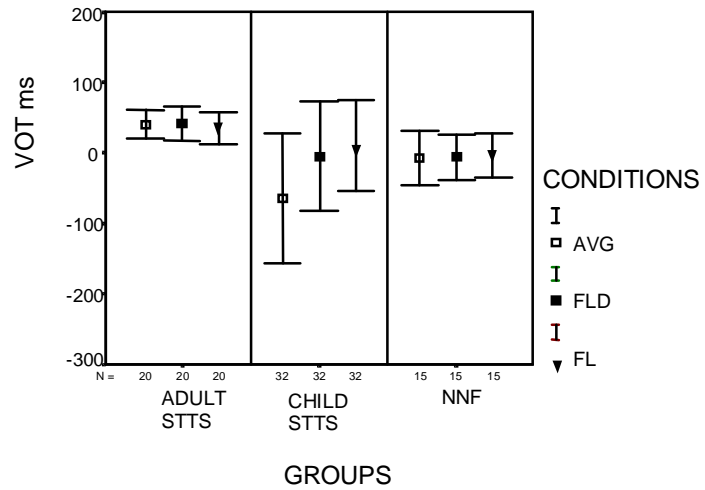 VOT ms
200
100
0
-100
-200
-300
N = 20 20 20 32 32 32 15 15 15
ADULT STTS
CHILD STTS
NNF
GROUPS
CONDITIONS
AVG
FLD
FL